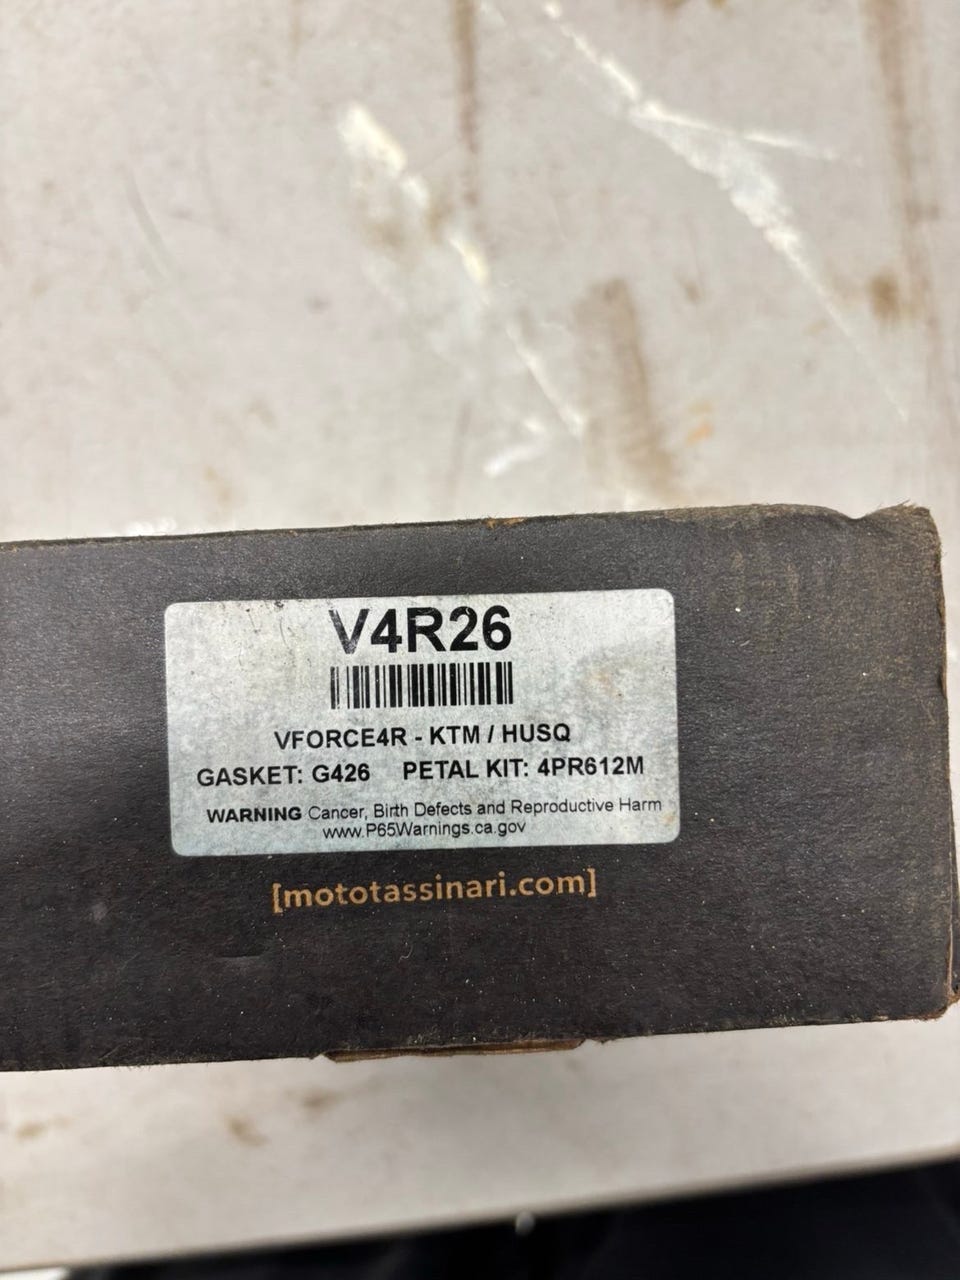 V4R26
VFORCE4R - KTM / HUSQ
GASKET: G426 PETAL KIT: 4PR612M
WARNING Cancer, Birth Defects and Reproductive Harm
www.P65Warnings.ca.gov
[mototassinari.com]